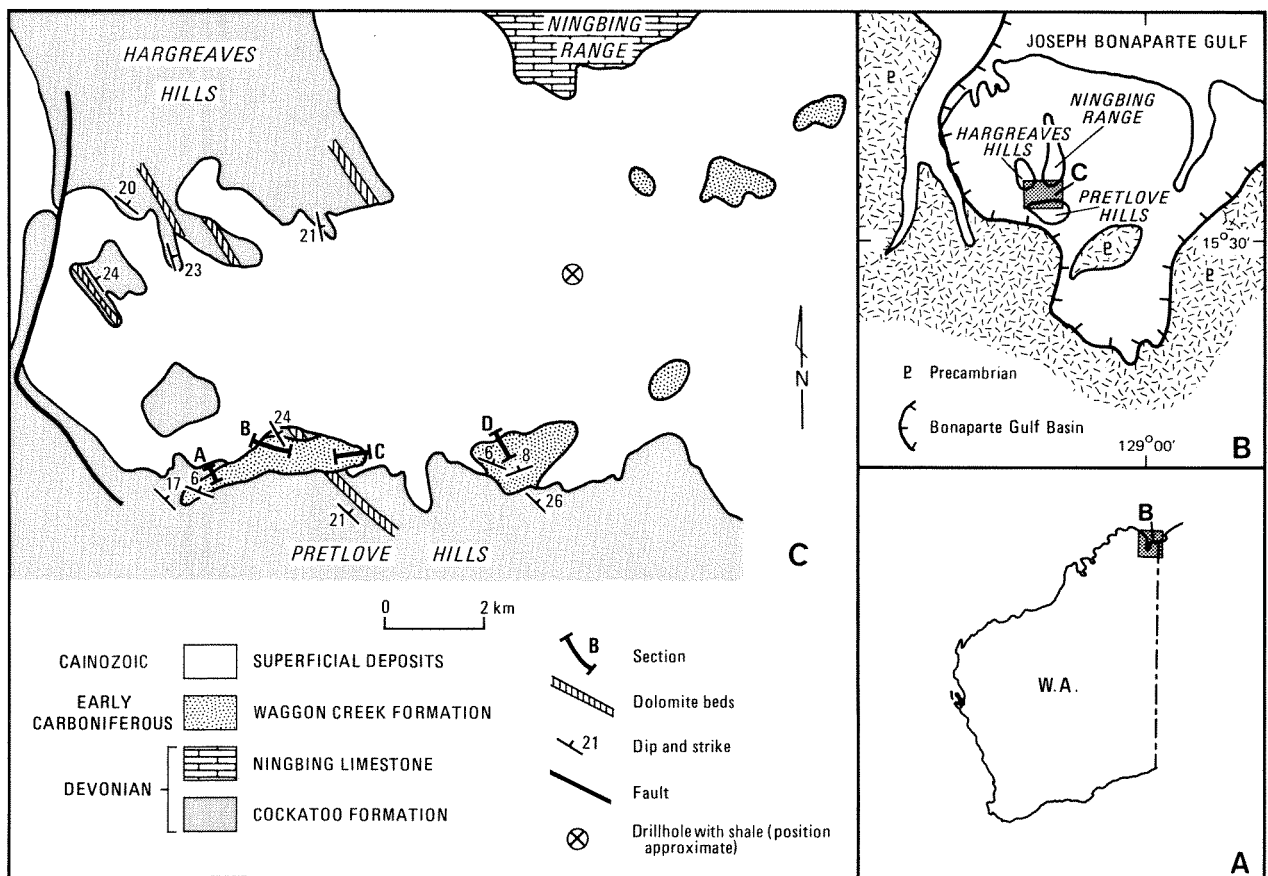 HARGREAVES
HILLS
NINGBING
RANGE
20
21
23
24
24
B
A
C
D
17
6
6
8
26
21
PRETLOVE HILLS
N
C
0 2 km
CAINOZOIC
SUPERFICIAL DEPOSITS
EARLY
CARBONIFEROUS
WAGGON CREEK FORMATION
DEVONIAN
NINGBING LIMESTONE
COCKATOO FORMATION
B
Section
Dolomite beds
21
Dip and strike
Fault
Drillhole with shale (position
approximate)
JOSEPH BONAPARTE GULF
P
NINGBING
RANGE
HARGREAVES
HILLS
C
PRETLOVE
HILLS
P
15° 30'
P
P Precambrian
Bonaparte Gulf Basin
129° 00'
B
B
W.A.
A